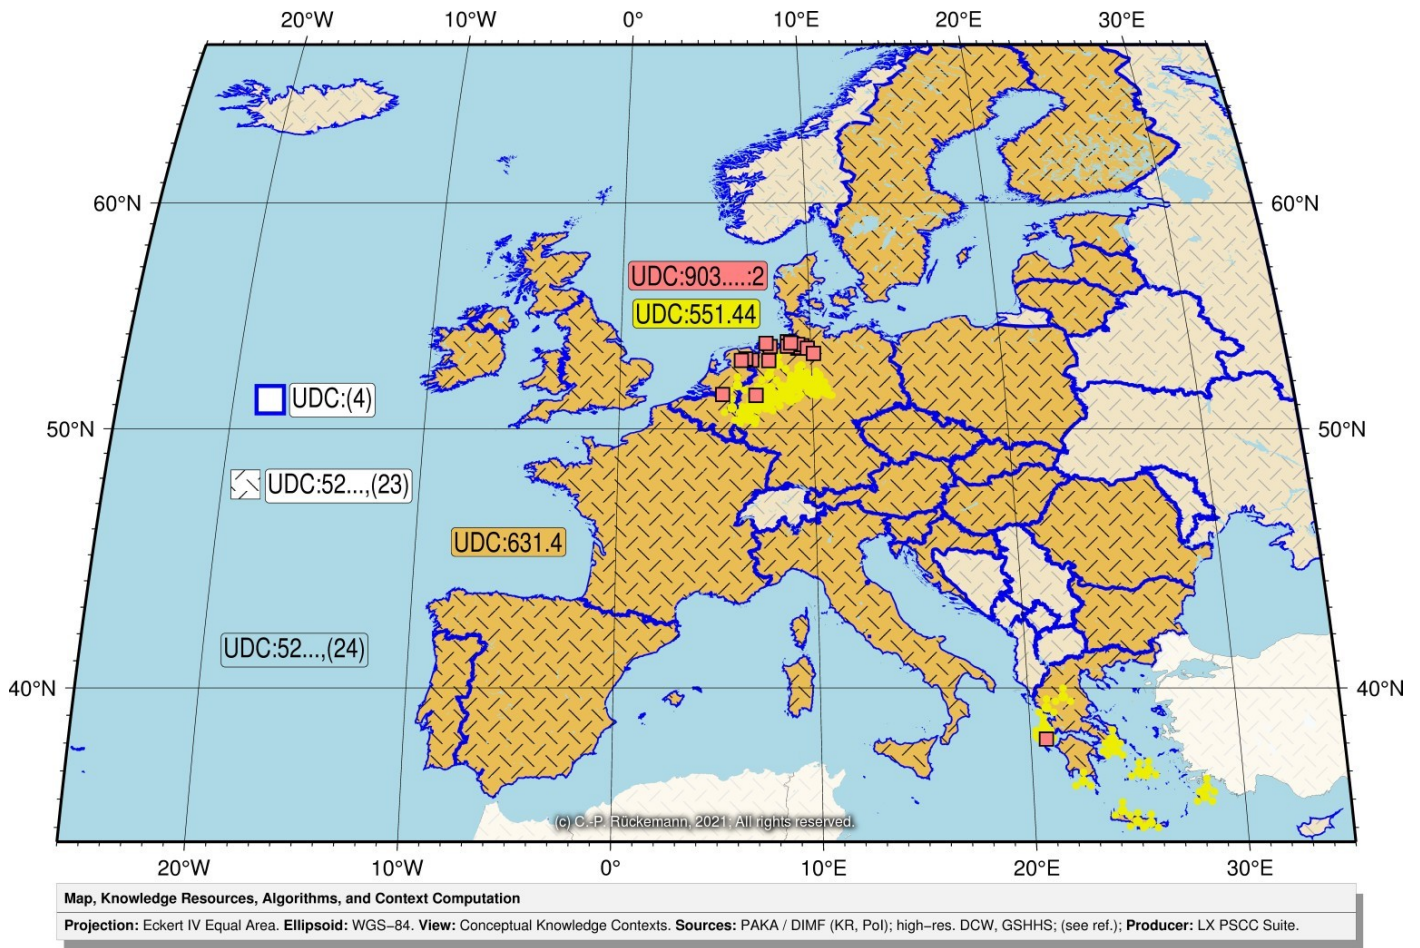 20°W 10°W 0° 10°E 20°E 30°E
60°N 60°N
UDC:903....:2
UDC:551.44
UDC:(4)
50°N 50°N
UDC:52...,(23)
UDC:631.4
UDC:52...,(24)
40°N 40°N
(c) C.-P. Rückemann, 2021; All rights reserved.
20°W 10°W 0° 10°E 20°E 30°E
Map, Knowledge Resources, Algorithms, and Context Computation
Projection: Eckert IV Equal Area. Ellipsoid: WGS−84. View: Conceptual Knowledge Contexts. Sources: PAKA / DIMF (KR, PoI); high−res. DCW, GSHHS; (see ref.); Producer: LX PSCC Suite.